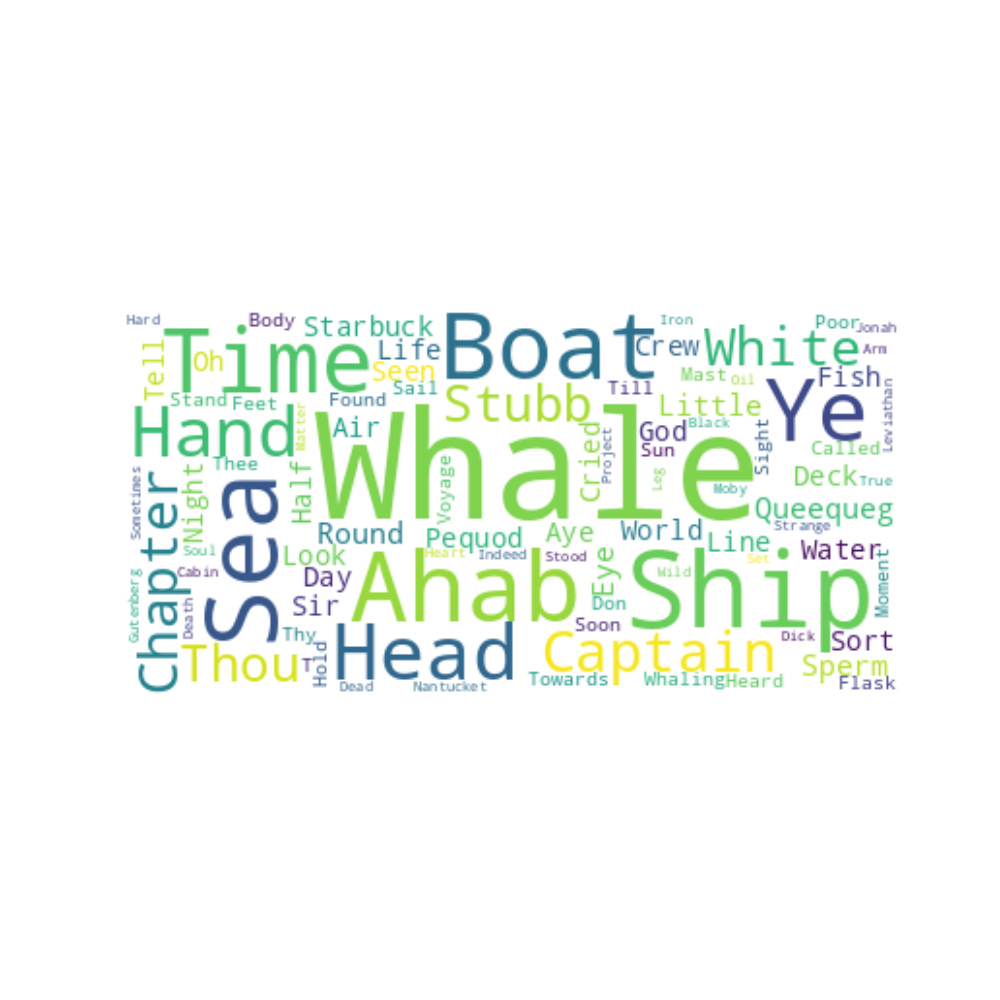 Hard
Body
Starbuck
Boat
Iron
Poor
Jonah
Tell
Time
Oh
Life
Seen
Crew
White
Arm
Stand
Feet
Found
Sail
Till
Mast
Oil
Fish
Ye
Leviathan
Hand
Matter
Air
Stubb
Cried
God
Little
Black
Sight
Called
Sun
Project
Whale
Thee
Half
Voyage
Leg
Moby
Deck
True
Sometimes
Chapter
Night
Sea
Queequeg
Strange
Round
Pequod
Aye
World
Line
Water
Soul
Look
Heart
Indeed
Stood
Eye
Set
Moment
Gutenberg
Cabin
Day
Ahab
Wild
Ship
Death
Sir
Don
Thy
Head
Soon
Dick
Sort
Thou
T
Hold
Captain
Sperm
Dead
Nantucket
Towards
Whaling
Heard
Flask